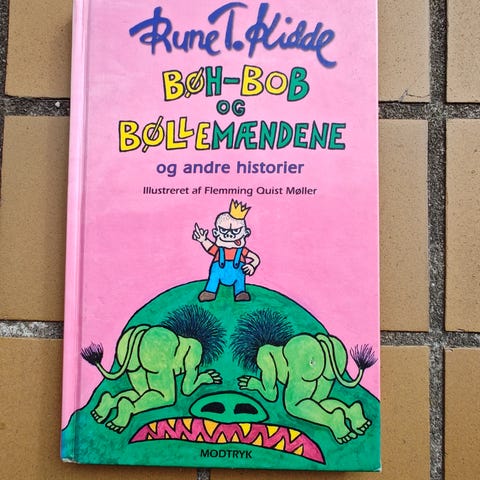 Rune T. Kidde
BØH-BOB
OG
BØLLEMÆNDENE
og andre historier
Illustreret af Flemming Quist Møller
MODTRYK